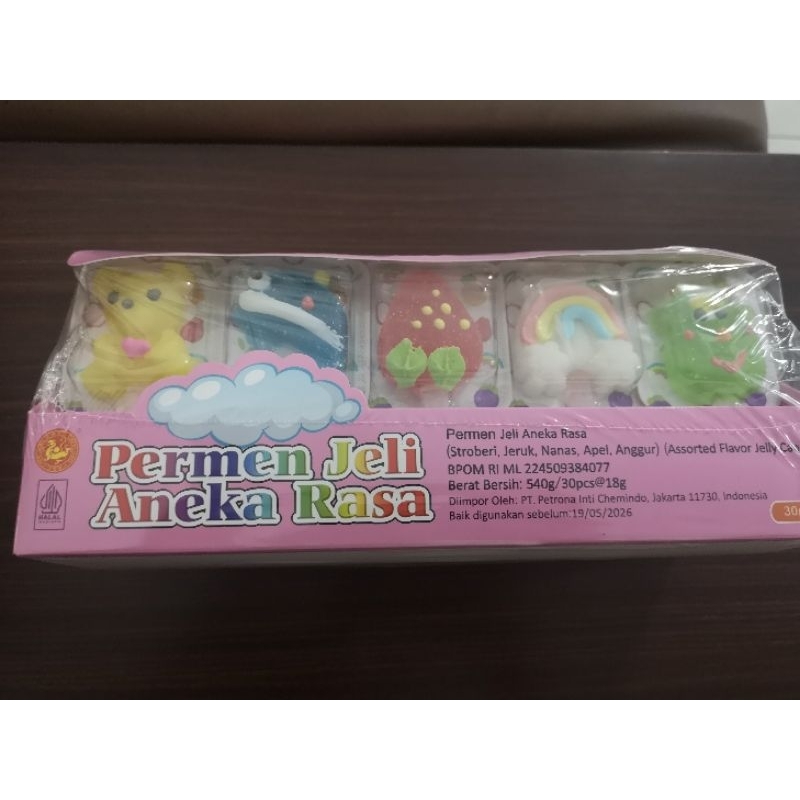 Permen Jeli
Aneka Rasa
HALAL
INDONESIA
Permen Jeli Aneka Rasa
(Stroberi, Jeruk, Nanas, Apel, Anggur) (Assorted Flavor Jelly
BPOM RI ML 224509384077
Berat Bersih: 540g/30pcs@18g
Diimpor Oleh: PT. Petrona Inti Chemindo, Jakarta 11730, Indonesia
Baik digunakan sebelum:19/05/2026